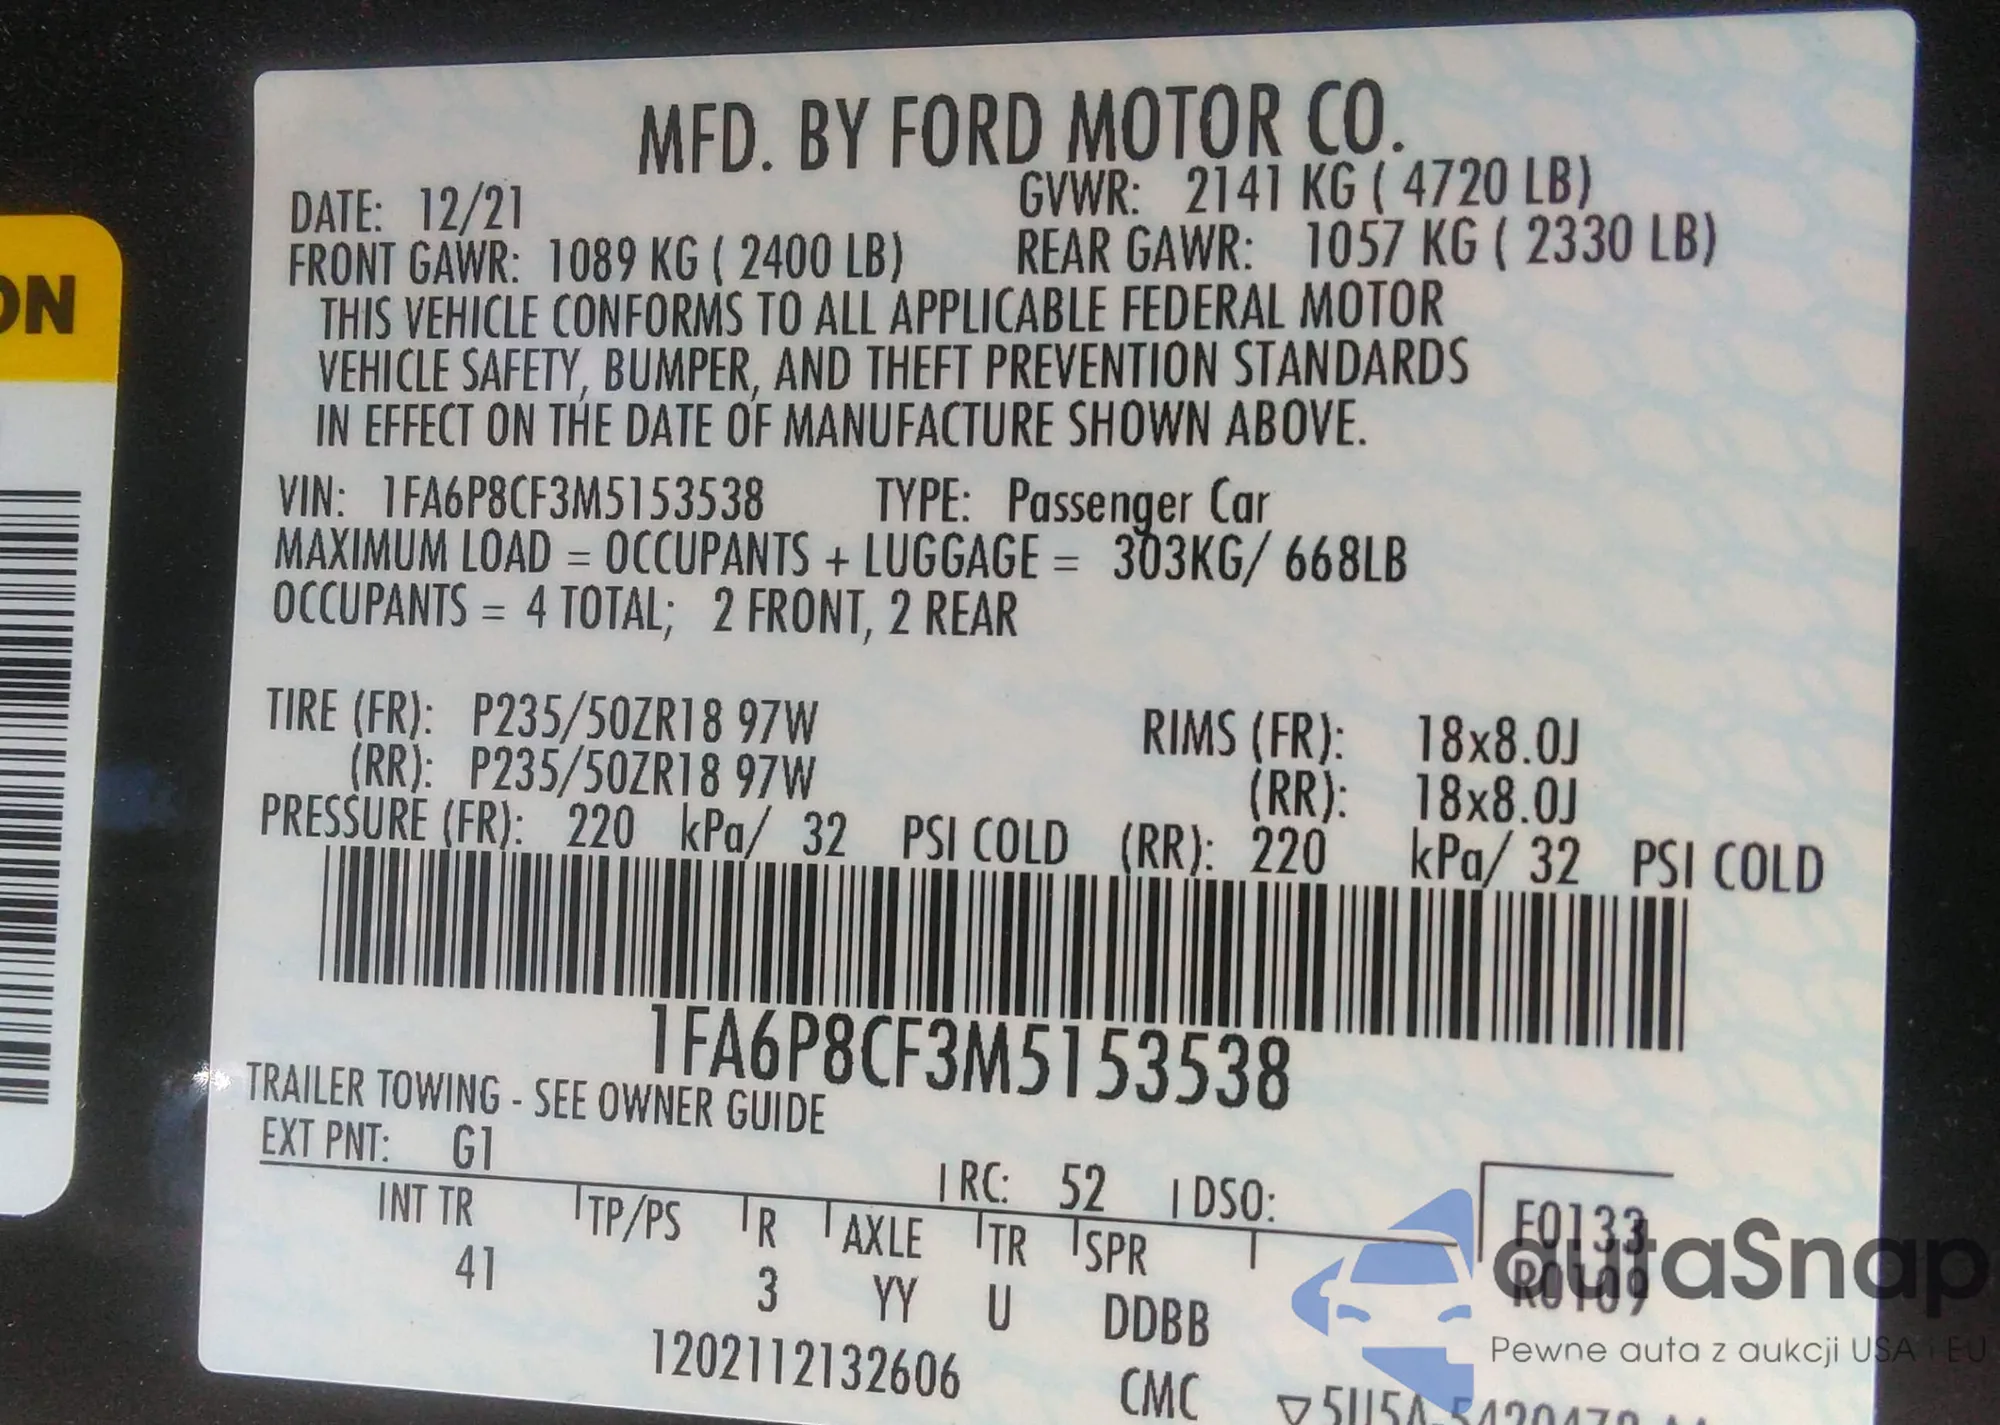 ON
MFD. BY FORD MOTOR CO.
DATE: 12/21 GVWR: 2141 KG ( 4720 LB)
FRONT GAWR: 1089 KG ( 2400 LB) REAR GAWR: 1057 KG ( 2330 LB)
THIS VEHICLE CONFORMS TO ALL APPLICABLE FEDERAL MOTOR
VEHICLE SAFETY, BUMPER, AND THEFT PREVENTION STANDARDS
IN EFFECT ON THE DATE OF MANUFACTURE SHOWN ABOVE.
VIN: 1FA6P8CF3M5153538 TYPE: Passenger Car
MAXIMUM LOAD = OCCUPANTS + LUGGAGE = 303KG/ 668LB
OCCUPANTS = 4 TOTAL; 2 FRONT, 2 REAR
TIRE (FR): P235/50ZR18 97W RIMS (FR): 18x8.0J
(RR): P235/50ZR18 97W (RR): 18x8.0J
PRESSURE (FR): 220 kPa/ 32 PSI COLD (RR): 220 kPa/ 32 PSI COLD
1FA6P8CF3M5153538
TRAILER TOWING - SEE OWNER GUIDE
EXT PNT: G1 RC: 52 DSO:
INT TR TP/PS R AXLE TR SPR
41 3 YY U DDBB
F0133
R0109
1202112132606 CMC
autaSnap
Pewne auta z aukcji USA i EU